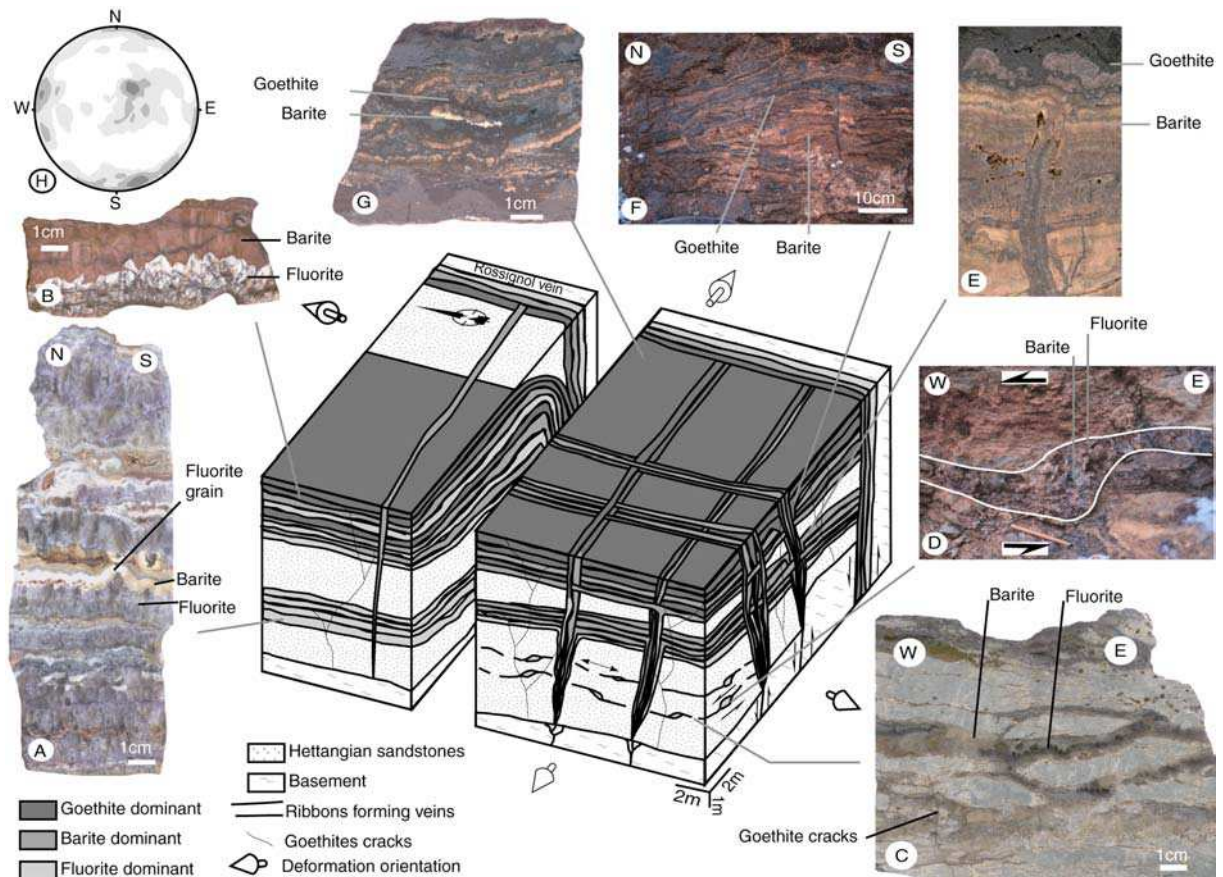 N
W
E
S
H
Goethite
Barite
G
1cm
N
S
F
10cm
Goethite
Barite
Goethite
Barite
E
1cm
Barite
Fluorite
B
Rossignol vein
N
S
Fluorite
grain
Barite
Fluorite
A
1cm
Fluorite
Barite
W
E
D
Barite
Fluorite
W
E
Goethite cracks
C
1cm
2m
2m
1m
Hettangian sandstones
Basement
Ribbons forming veins
Goethites cracks
Deformation orientation
Goethite dominant
Barite dominant
Fluorite dominant